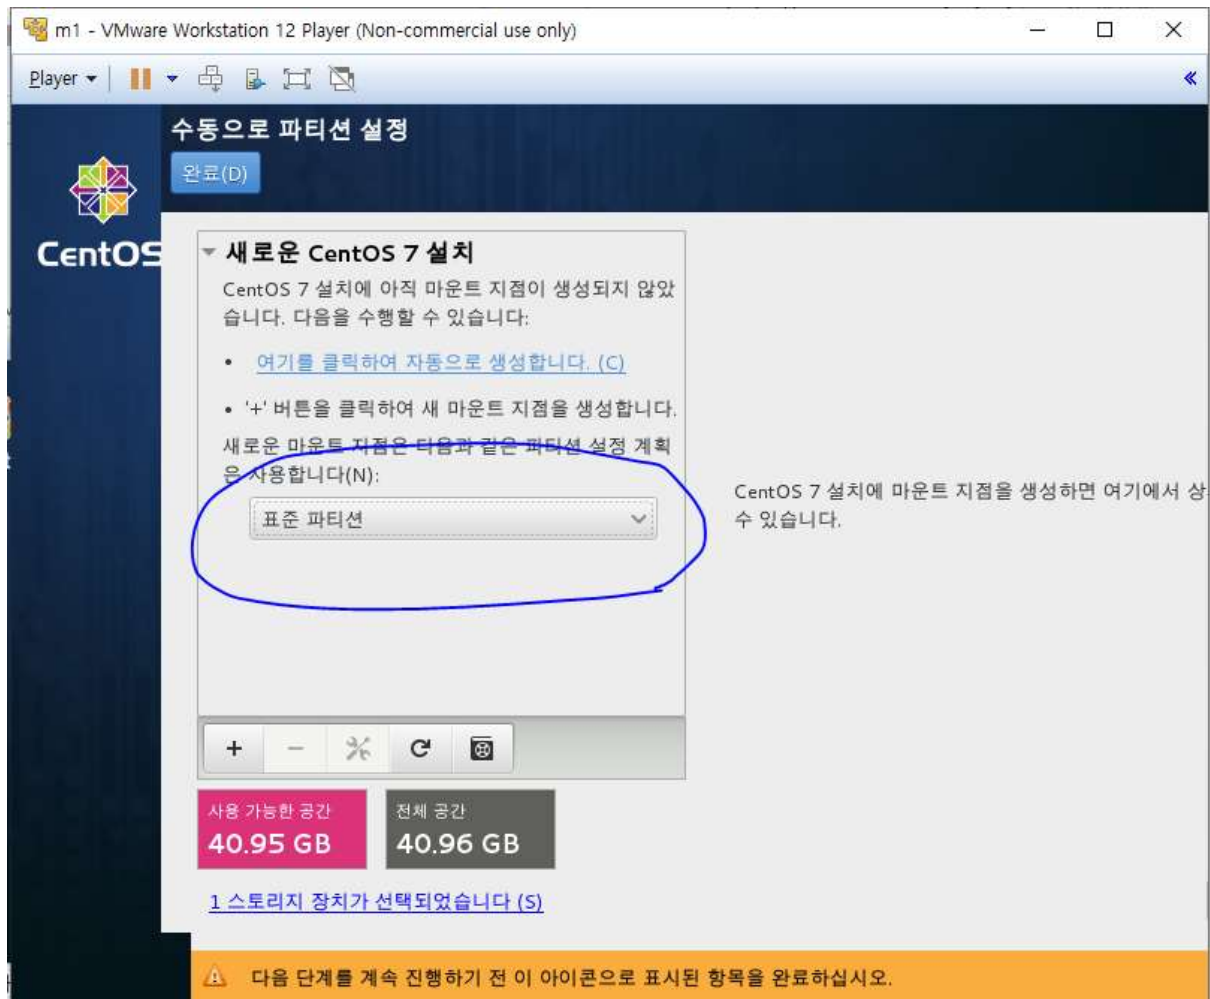 m1 - VMware Workstation 12 Player (Non-commercial use only)
Player
수동으로 파티션 설정
완료(D)
CentOS
새로운 CentOS 7 설치
CentOS 7 설치에 아직 마운트 지점이 생성되지 않았
습니다. 다음을 수행할 수 있습니다:
• 여기를 클릭하여 자동으로 생성합니다. (C)
• '+' 버튼을 클릭하여 새 마운트 지점을 생성합니다.
새로운 마운트 지점은 다음과 같은 파티션 설정 계획
은 사용합니다(N):
표준 파티션
CentOS 7 설치에 마운트 지점을 생성하면 여기에서 상
수 있습니다.
사용 가능한 공간
40.95 GB
전체 공간
40.96 GB
1 스토리지 장치가 선택되었습니다 (S)
다음 단계를 계속 진행하기 전 이 아이콘으로 표시된 항목을 완료하십시오.